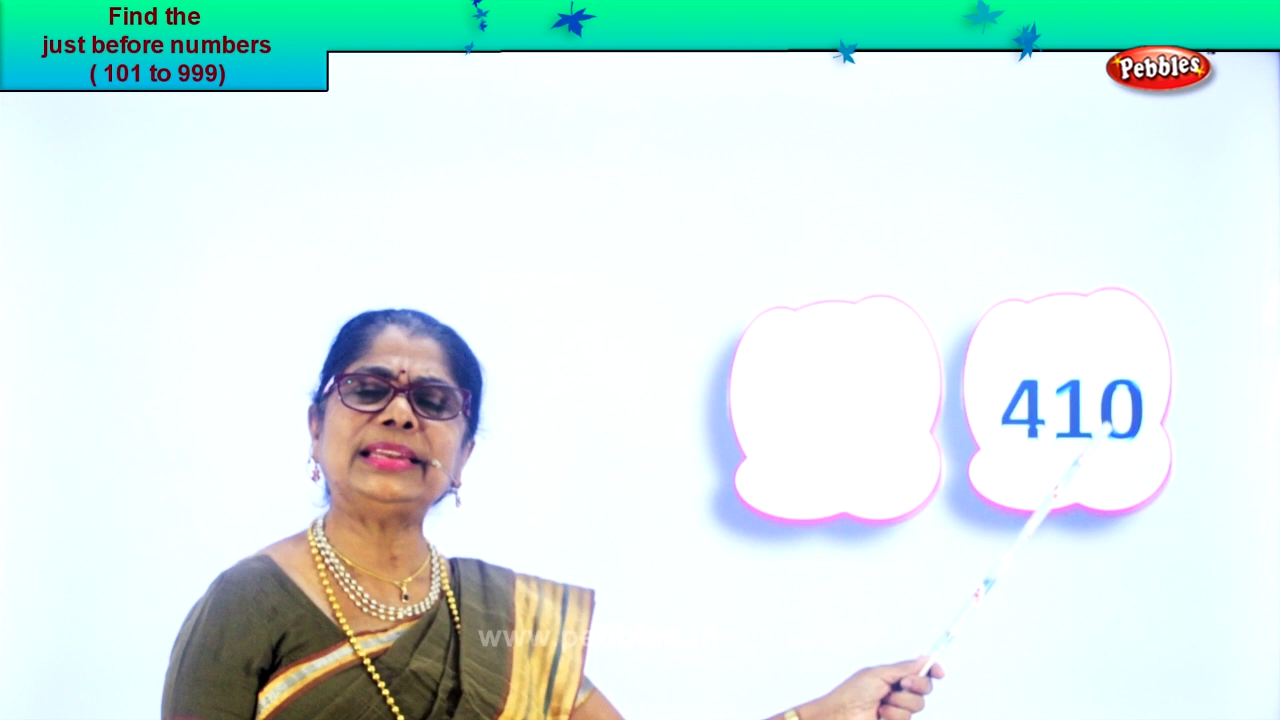 Find the
just before numbers
( 101 to 999)
Pebbles
410